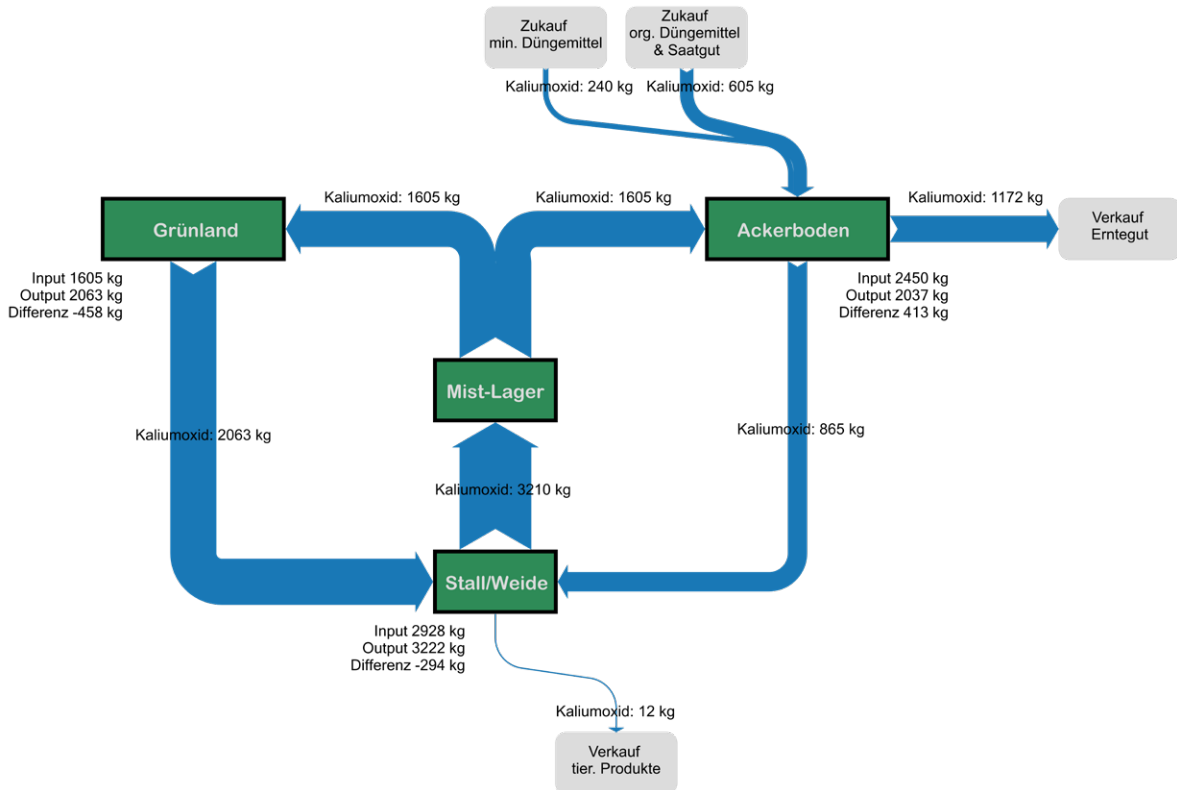 Zukauf
min. Düngemittel
Zukauf
org. Düngemittel
& Saatgut
Kaliumoxid: 240 kg
Kaliumoxid: 605 kg
Kaliumoxid: 1605 kg
Kaliumoxid: 1605 kg
Kaliumoxid: 1172 kg
Grünland
Ackerboden
Verkauf
Erntegut
Input 1605 kg
Output 2063 kg
Differenz -458 kg
Input 2450 kg
Output 2037 kg
Differenz 413 kg
Mist-Lager
Kaliumoxid: 2063 kg
Kaliumoxid: 865 kg
Kaliumoxid: 3210 kg
Stall/Weide
Input 2928 kg
Output 3222 kg
Differenz -294 kg
Kaliumoxid: 12 kg
Verkauf
tier. Produkte